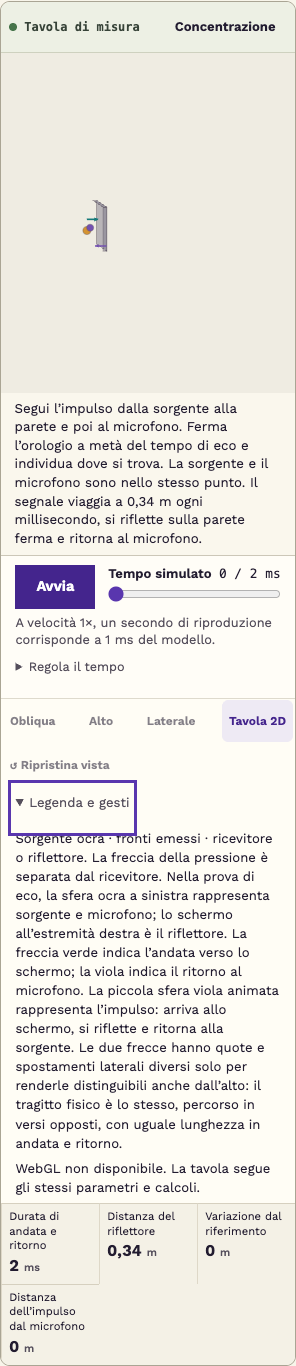 Tavola di misura
Concentrazione
Segui l’impulso dalla sorgente alla
parete e poi al microfono. Ferma
l’orologio a metà del tempo di eco e
individua dove si trova. La sorgente e il
microfono sono nello stesso punto. Il
segnale viaggia a 0,34 m ogni
millisecondo, si riflette sulla parete
ferma e ritorna al microfono.
Avvia
Tempo simulato 0 / 2 ms
A velocità 1×, un secondo di riproduzione
corrisponde a 1 ms del modello.
▶ Regola il tempo
Obliqua
Alto
Laterale
Tavola 2D
↺ Ripristina vista
▼ Legenda e gesti
Sorgente ocra · fronti emessi · ricevitore
o riflettore. La freccia della pressione è
separata dal ricevitore. Nella prova di
eco, la sfera ocra a sinistra rappresenta
sorgente e microfono; lo schermo
all’estremità destra è il riflettore. La
freccia verde indica l’andata verso lo
schermo; la viola indica il ritorno al
microfono. La piccola sfera viola animata
rappresenta l’impulso: arriva allo
schermo, si riflette e ritorna alla
sorgente. Le due frecce hanno quote e
spostamenti laterali diversi solo per
renderle distinguibili anche dall’alto: il
tragitto fisico è lo stesso, percorso in
versi opposti, con uguale lunghezza in
andata e ritorno.
WebGL non disponibile. La tavola segue
gli stessi parametri e calcoli.
Durata di
andata e
ritorno
2 ms
Distanza del
riflettore
0,34 m
Variazione dal
riferimento
0 m
Distanza
dell’impulso
dal microfono
0 m